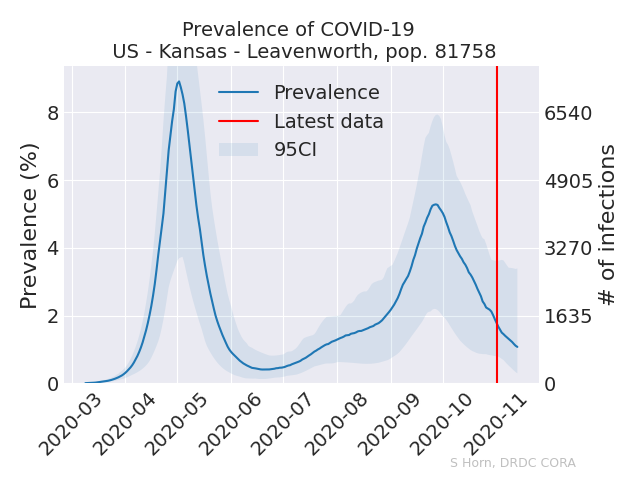 Prevalence of COVID-19
US - Kansas - Leavenworth, pop. 81758
Prevalence
Latest data
95CI
Prevalence (%)
8
6
4
2
0
6540
4905
3270
1635
0
# of infections
2020-03
2020-04
2020-05
2020-06
2020-07
2020-08
2020-09
2020-10
2020-11
S Horn, DRDC CORA